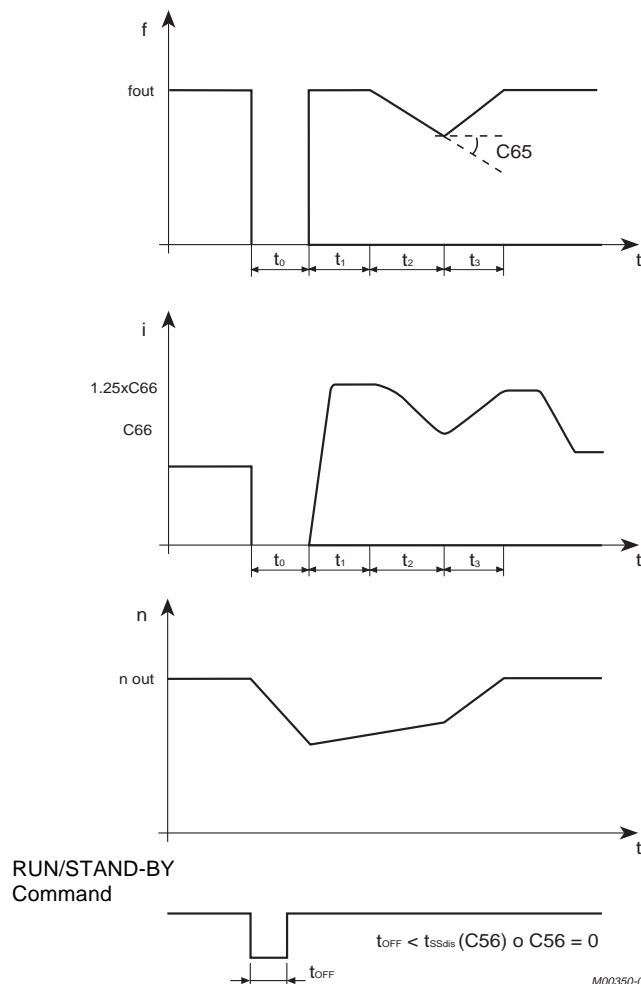 f
fout
C65
t
t0 t1 t2 t3
i
1.25xC66
C66
t
t0 t1 t2 t3
n
n out
t
RUN/STAND-BY
Command
tOFF < tSSdis (C56) o C56 = 0
tOFF